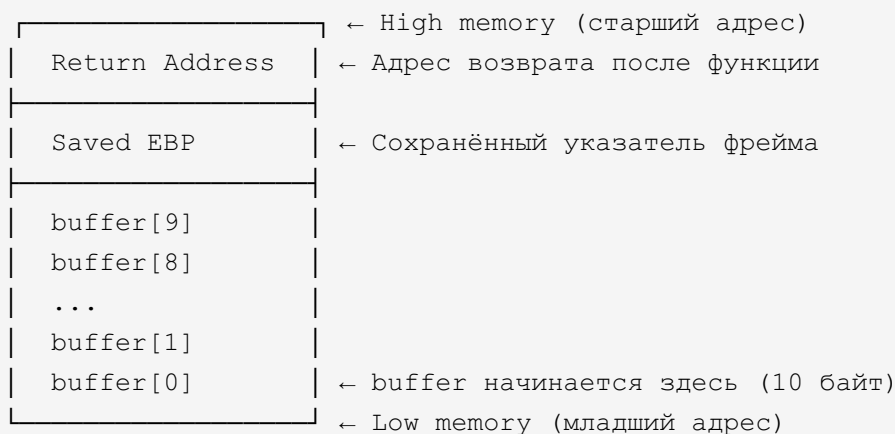 ← High memory (старший адрес)
Return Address ← Адрес возврата после функции
Saved EBP ← Сохранённый указатель фрейма
buffer[9]
buffer[8]
...
buffer[1]
buffer[0] ← buffer начинается здесь (10 байт)
← Low memory (младший адрес)